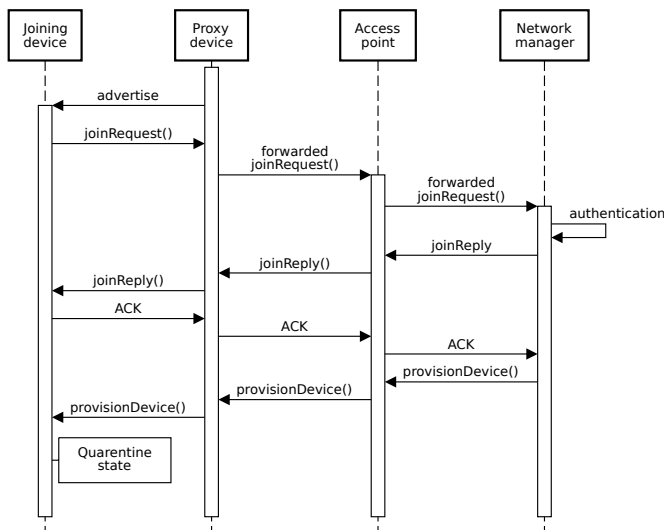 Joining
device
Proxy
device
Access
point
Network
manager
advertise
joinRequest()
forwarded
joinRequest()
forwarded
joinRequest()
authentication
joinReply
joinReply()
joinReply()
ACK
ACK
ACK
provisionDevice()
provisionDevice()
provisionDevice()
Quarentine
state